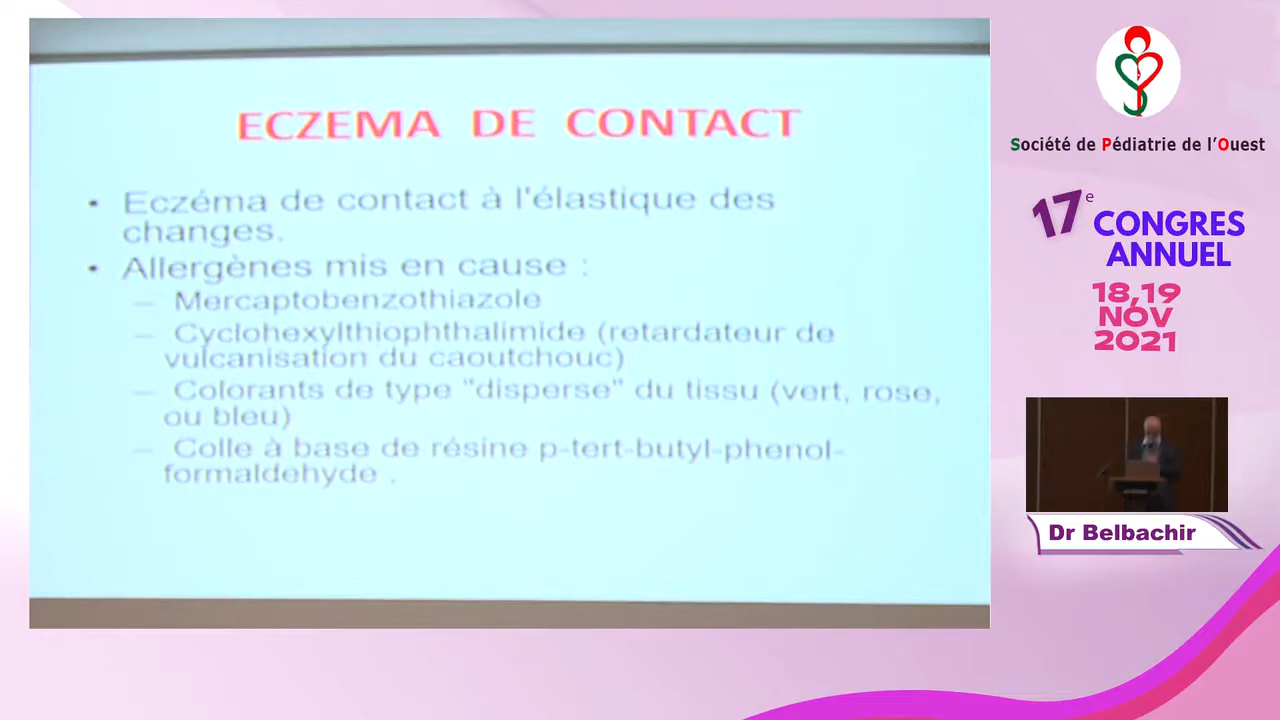 ECZEMA DE CONTACT
• Eczéma de contact à l'élastique des
changes.
• Allergènes mis en cause :
– Mercaptobenzothiazole
– Cyclohexylthiophthalimide (retardateur de
vulcanisation du caoutchouc)
– Colorants de type "disperse" du tissu (vert, rose,
ou bleu)
– Colle à base de résine p-tert-butyl-phenol-
formaldehyde .
Société de Pédiatrie de l'Ouest
17e
CONGRES
ANNUEL
18,19
NOV
2021
Dr Belbachir